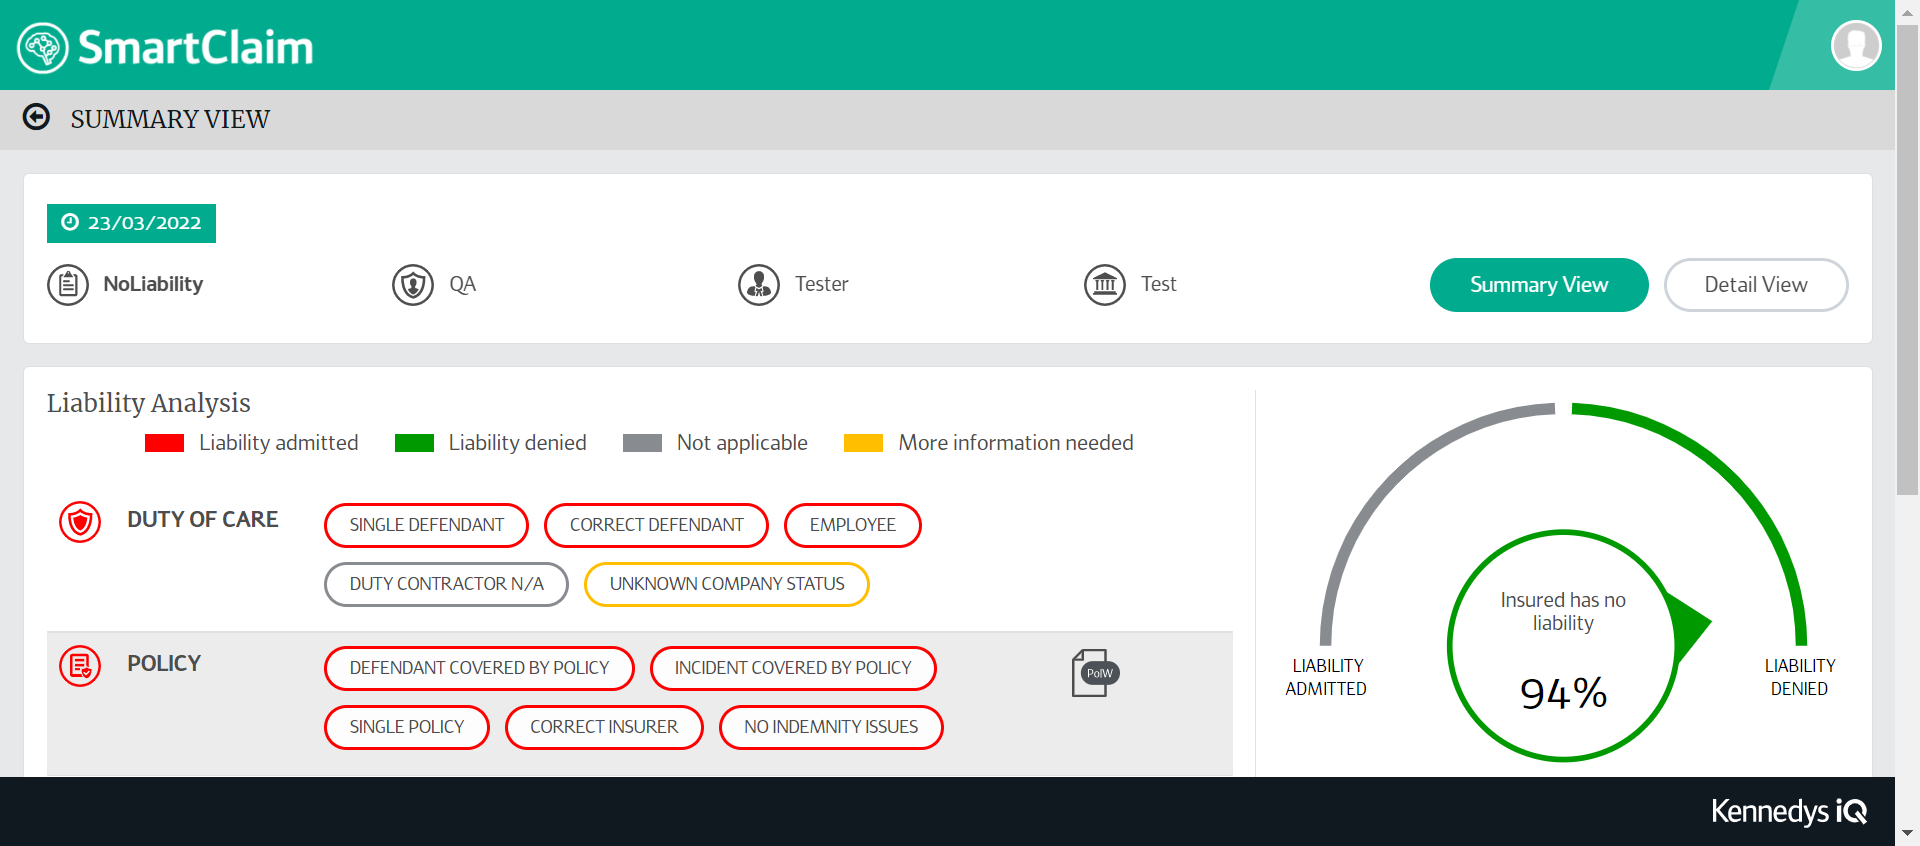 SmartClaim
SUMMARY VIEW
23/03/2022
NoLiability
QA
Tester
Test
Summary View
Detail View
Liability Analysis
Liability admitted
Liability denied
Not applicable
More information needed
DUTY OF CARE
SINGLE DEFENDANT
CORRECT DEFENDANT
EMPLOYEE
DUTY CONTRACTOR N/A
UNKNOWN COMPANY STATUS
POLICY
DEFENDANT COVERED BY POLICY
INCIDENT COVERED BY POLICY
SINGLE POLICY
CORRECT INSURER
NO INDEMNITY ISSUES
PolW
Insured has no
liability
94%
LIABILITY
ADMITTED
LIABILITY
DENIED
Kennedys iQ